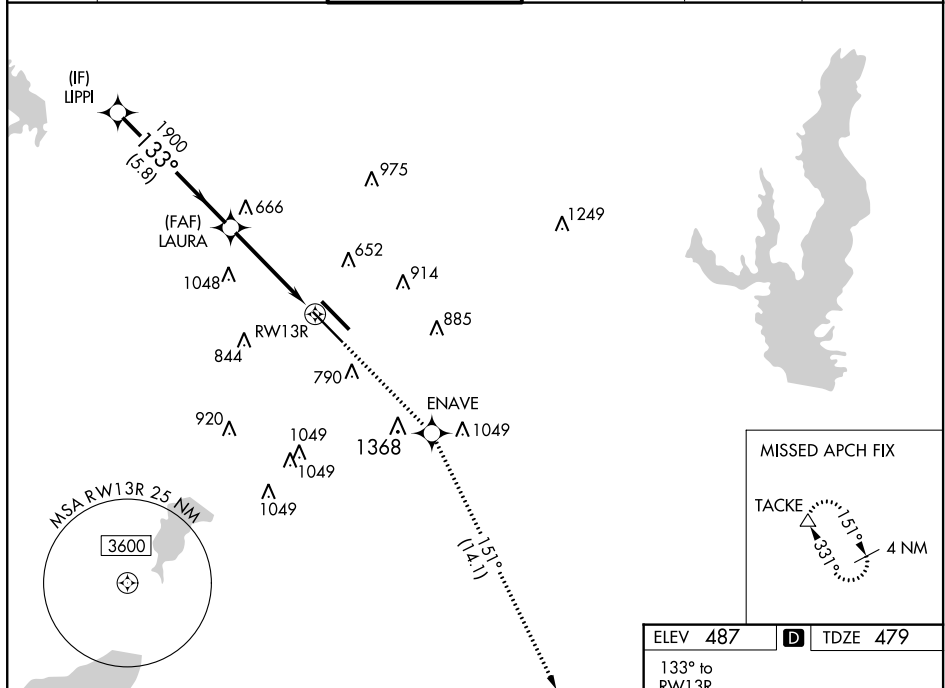 (IF)
LIPPI
1900
133°
(5.8)
975
666
1249
(FAF)
LAURA
652
1048
914
885
RW13R
844
790
ENAVE
920
1049
1368
1049
1049
1049
MISSED APCH FIX
MSA RW13R 25 NM
TACKE
151°
3600
4 NM
331°
151°
(14.1)
ELEV 487
D
TDZE 479
133° to
RW13R